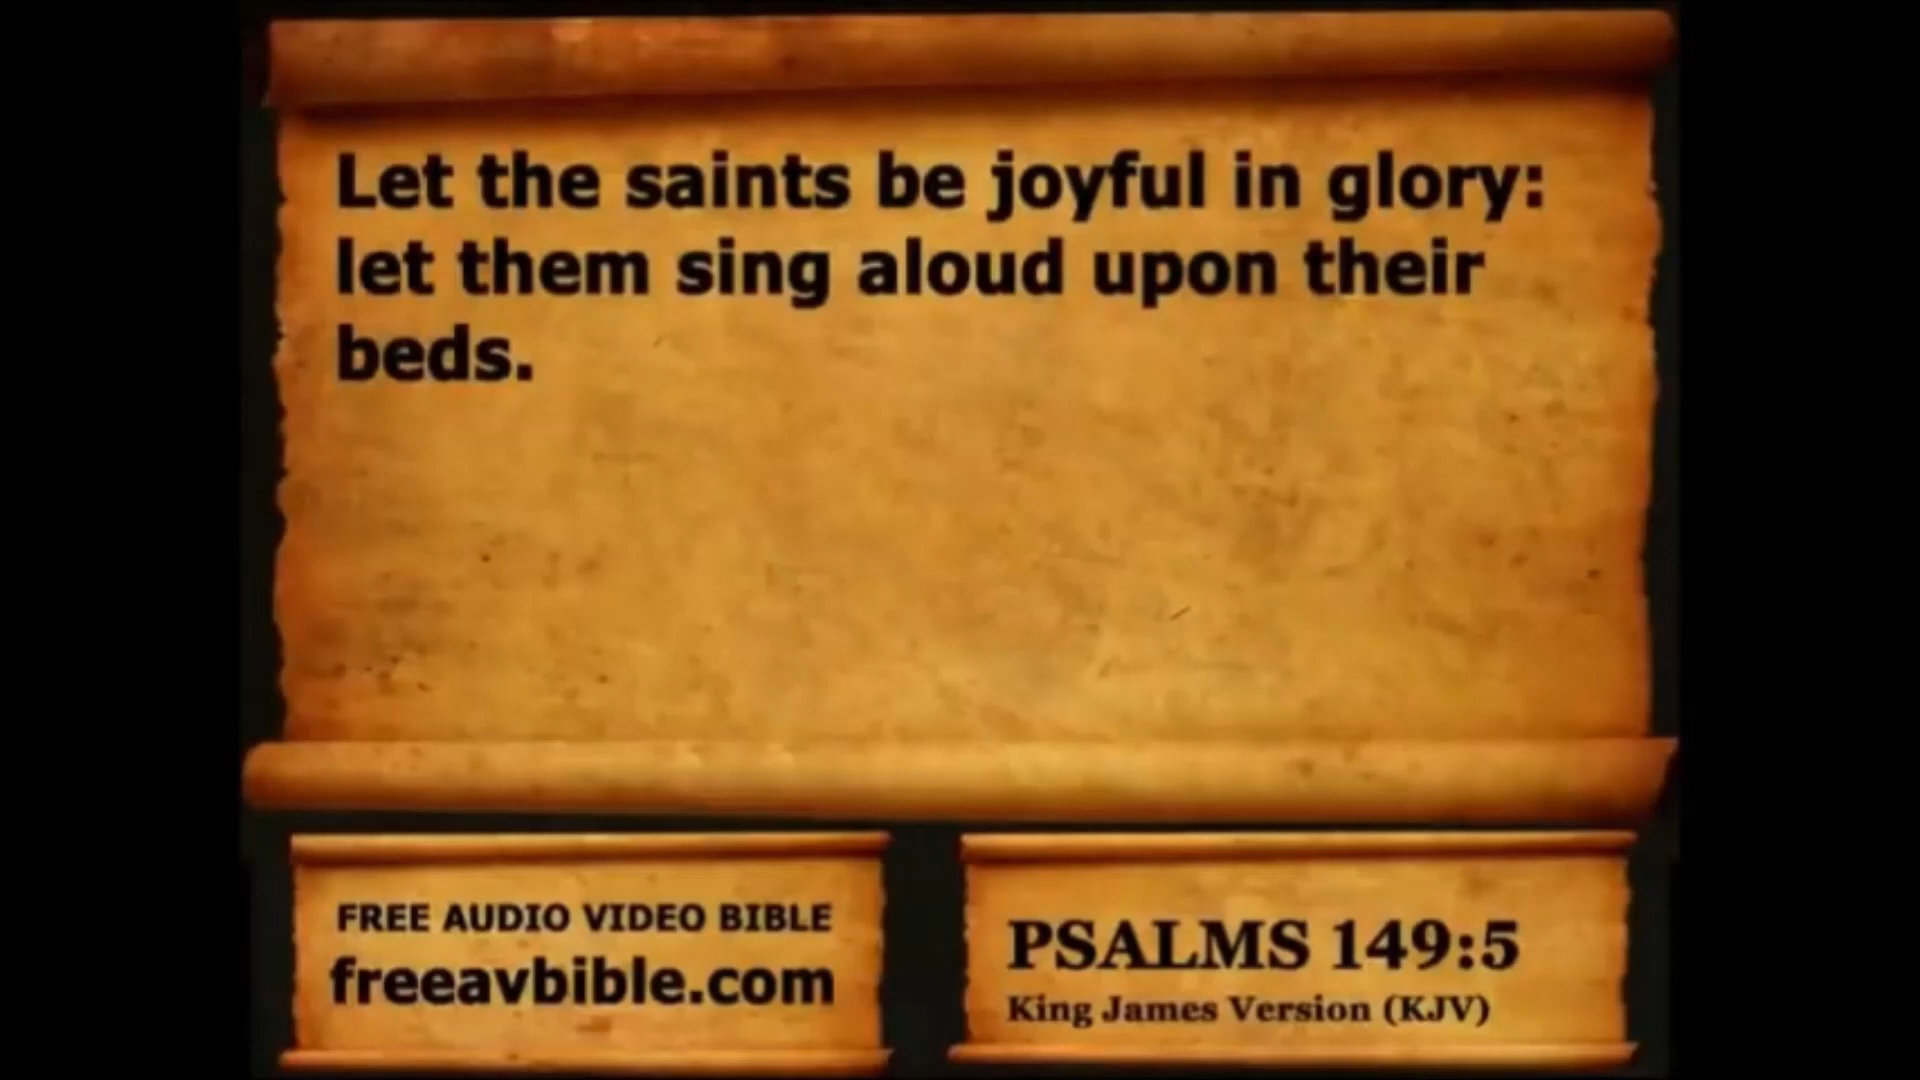 Let the saints be joyful in glory:
let them sing aloud upon their
beds.
FREE AUDIO VIDEO BIBLE
freeavbible.com
PSALMS 149:5
King James Version (KJV)